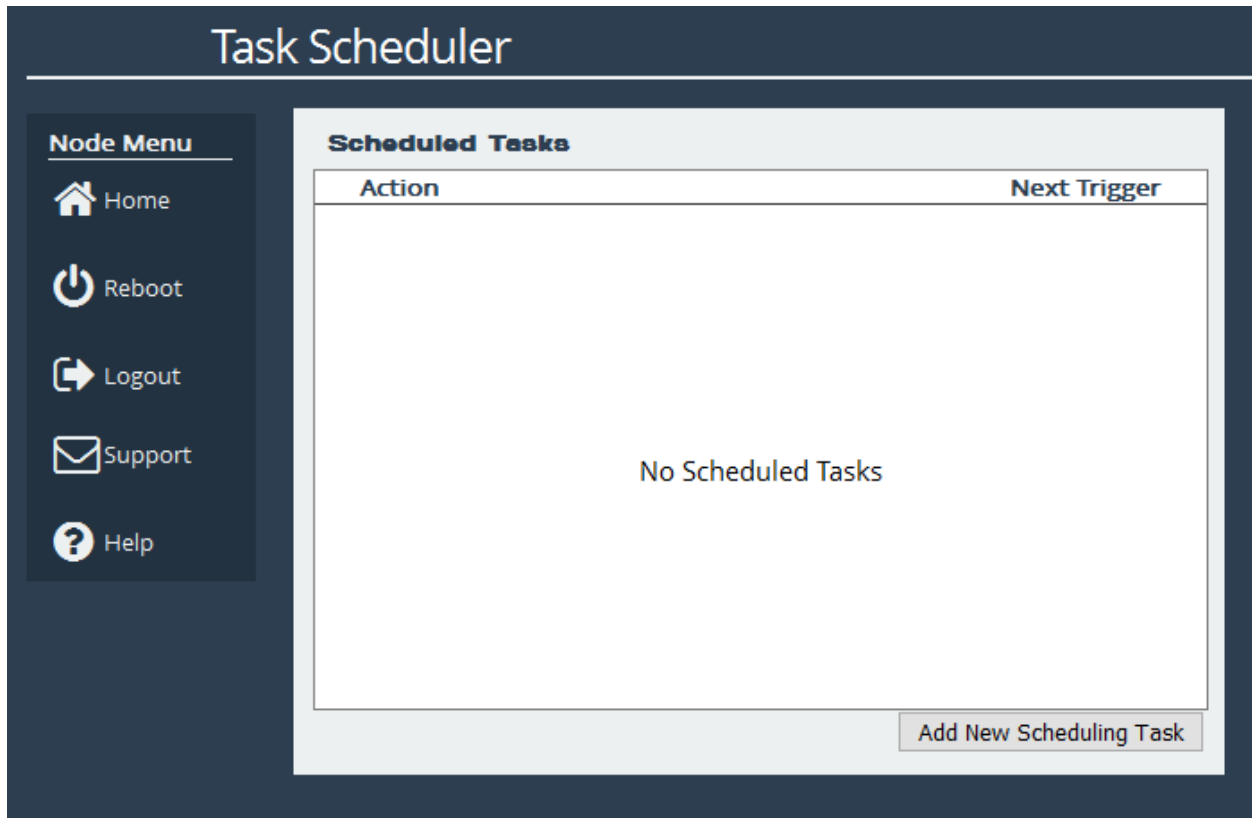 Task Scheduler
Node Menu
Home
Reboot
Logout
Support
Help
Scheduled Tasks
Action Next Trigger
No Scheduled Tasks
Add New Scheduling Task